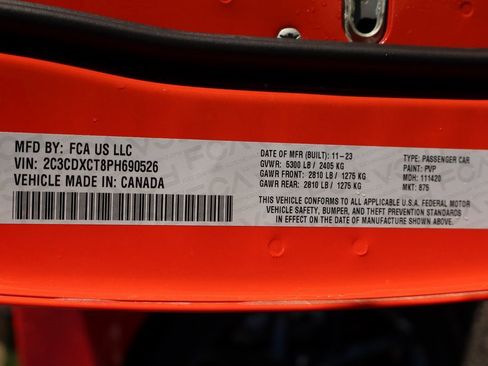 MFD BY: FCA US LLC
VIN: 2C3CDXCT8PH690526
VEHICLE MADE IN: CANADA
DATE OF MFR (BUILT): 11-23
GVWR: 5300 LB / 2405 KG
GAWR FRONT: 2810 LB / 1275 KG
GAWR REAR: 2810 LB / 1275 KG
TYPE: PASSENGER CAR
PAINT: PVP
MDH: 111420
MKT: 875
THIS VEHICLE CONFORMS TO ALL APPLICABLE U.S.A. FEDERAL MOTOR
VEHICLE SAFETY, BUMPER, AND THEFT PREVENTION STANDARDS
IN EFFECT ON THE DATE OF MANUFACTURE SHOWN ABOVE.